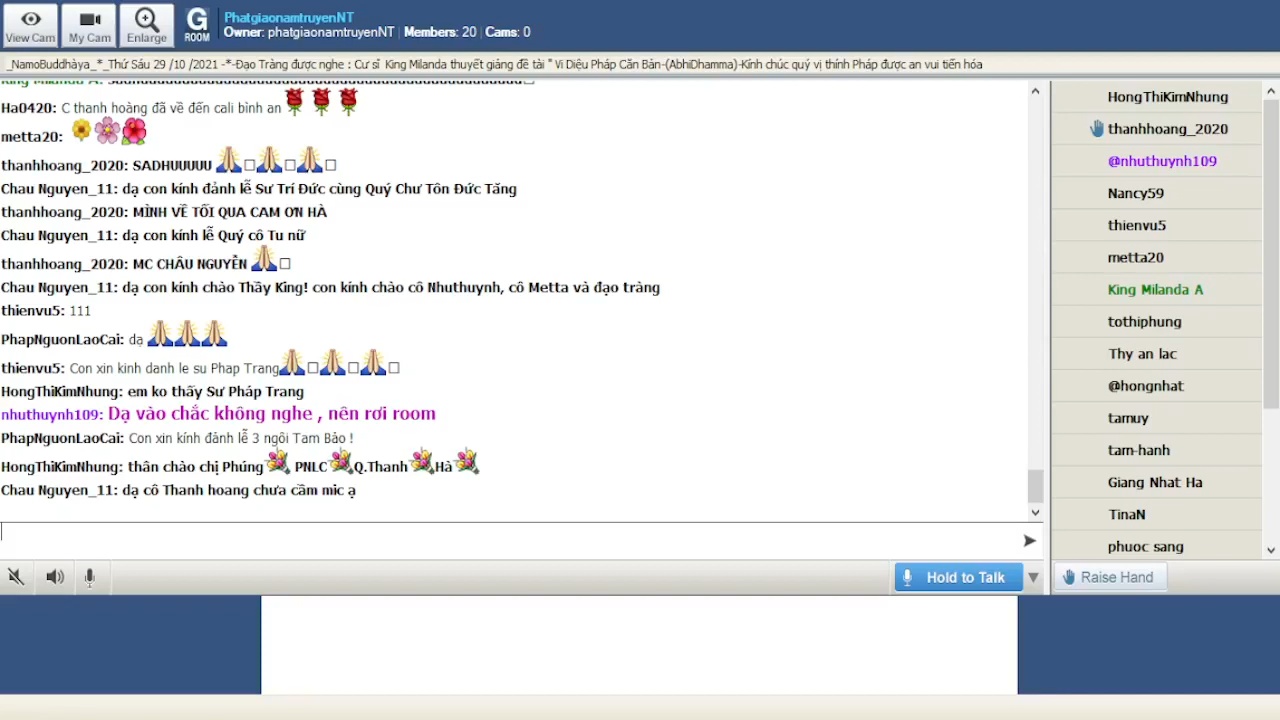 View Cam
My Cam
Enlarge
G
ROOM
PhatgiaonamtruyenNT
Owner: phatgiaonamtruyenNT | Members: 20 | Cams: 0
_NamoBuddhàya_*_Thứ Sáu 29 /10 /2021 -*-Đạo Tràng được nghe : Cư sĩ King Milanda thuyết giảng đề tài " Vi Diệu Pháp Căn Bản-(AbhiDhamma)-Kính chúc quý vị thính Pháp được an vui tiến hóa
Ha0420: C thanh hoàng đã về đến cali bình an
metta20:
thanhhoang_2020: SADHUUUUU
Chau Nguyen_11: dạ con kính đảnh lễ Sư Trí Đức cùng Quý Chư Tôn Đức Tăng
thanhhoang_2020: MÌNH VỀ TỐI QUA CAM ƠN HÀ
Chau Nguyen_11: dạ con kính lễ Quý cô Tu nữ
thanhhoang_2020: MC CHÂU NGUYỄN
Chau Nguyen_11: dạ con kính chào Thầy King! con kính chào cô Nhuthuynh, cô Metta và đạo tràng
thienvu5: 111
PhapNguonLaoCai: dạ
thienvu5: Con xin kinh danh le su Phap Trang
HongThiKimNhung: em ko thấy Sư Pháp Trang
nhuthuynh109: Dạ vào chắc không nghe , nên rơi room
PhapNguonLaoCai: Con xin kính đảnh lễ 3 ngôi Tam Bảo !
HongThiKimNhung: thân chào chị Phúng PNLC Q.Thanh Hà
Chau Nguyen_11: dạ cô Thanh hoang chưa cầm mic ạ
Hold to Talk
HongThiKimNhung
thanhhoang_2020
@nhuthuynh109
Nancy59
thienvu5
metta20
King Milanda A
tothiphung
Thy an lac
@hongnhat
tamuy
tam-hanh
Giang Nhat Ha
TinaN
phuoc sang
Raise Hand